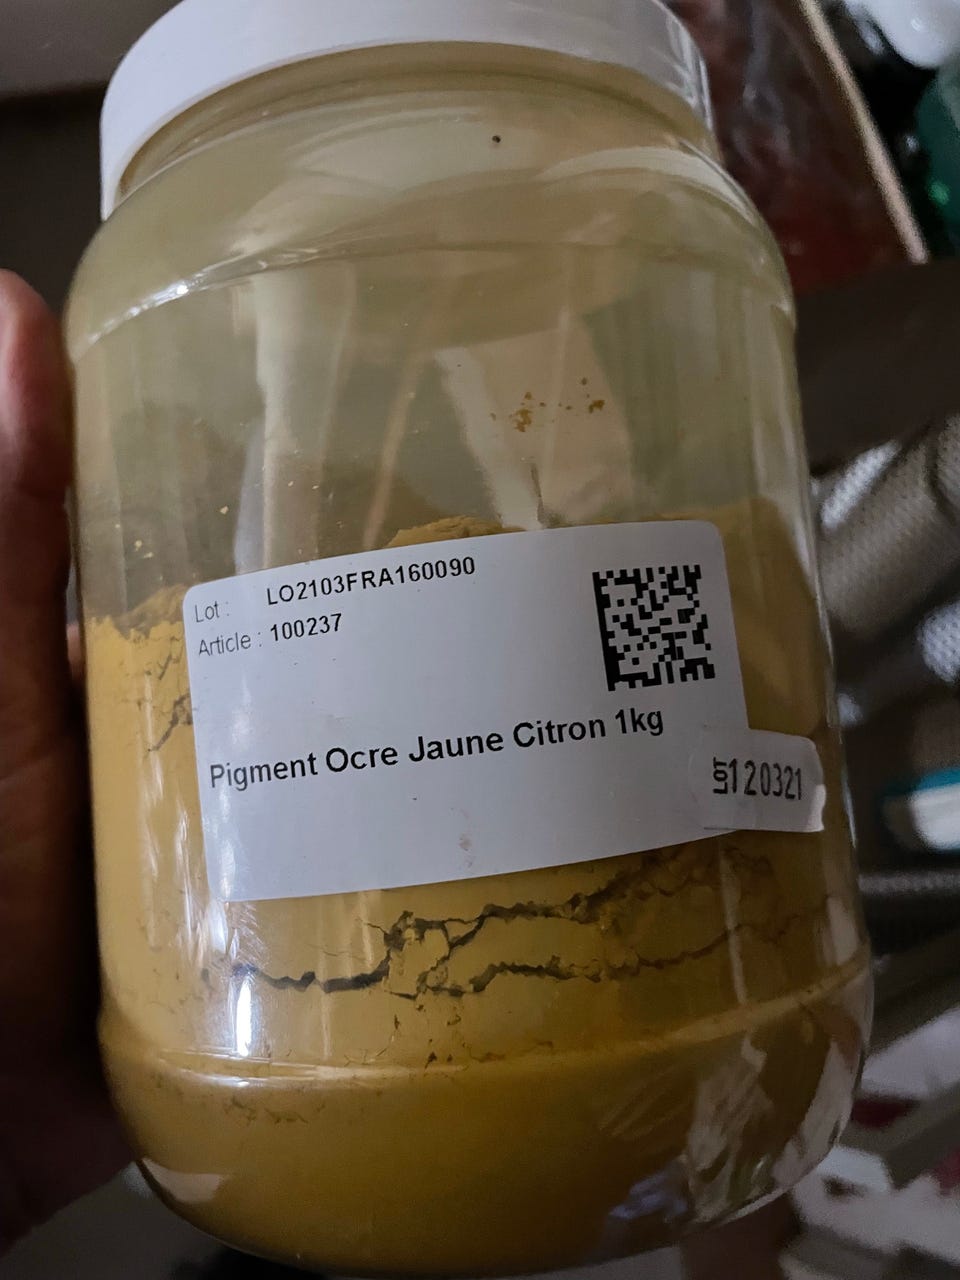 Lot : LO2103FRA160090
Article : 100237
Pigment Ocre Jaune Citron 1kg
LOT 120321